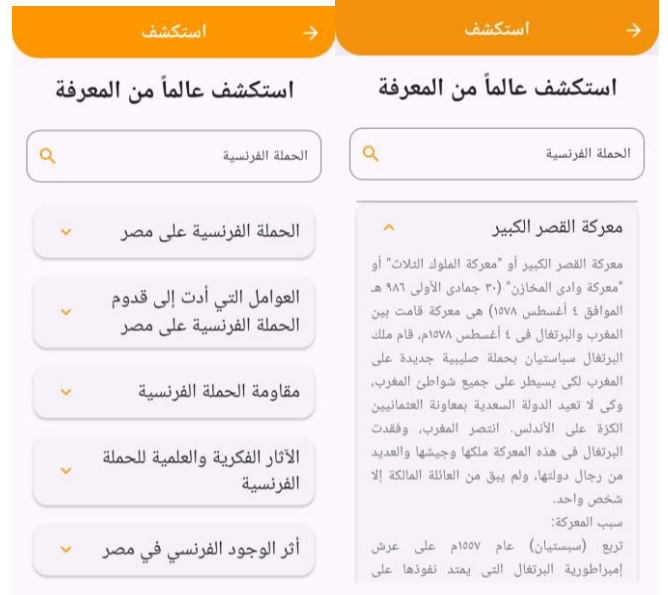 استكشف
استكشف عالماً من المعرفة
الحملة الفرنسية
معركة القصر الكبير
معركة القصر الكبير أو "معركة الملوك الثلاث" أو
"معركة وادى المخازن" (٣٠ جمادى الأولى ٩٨٦ هـ
الموافق ٤ أغسطس ١٥٧٨) هى معركة قامت بين
المغرب والبرتغال فى ٤ أغسطس ١٥٧٨م، قام ملك
البرتغال سباستيان بحملة صليبية جديدة على
المغرب لكى يسيطر على جميع شواطئ المغرب،
وكى لا تعيد الدولة السعدية بمعاونة العثمانيين
الكرة على الأندلس. انتصر المغرب، وفقدت
البرتغال فى هذه المعركة ملكها وجيشها والعديد
من رجال دولتها، ولم يبق من العائلة المالكة إلا
شخص واحد.
سبب المعركة:
تربع (سبستيان) عام ١٥٥٧م على عرش
إمبراطورية البرتغال التى يمتد نفوذها على
استكشف
استكشف عالماً من المعرفة
الحملة الفرنسية
الحملة الفرنسية على مصر
العوامل التي أدت إلى قدوم
الحملة الفرنسية على مصر
مقاومة الحملة الفرنسية
الآثار الفكرية والعلمية للحملة
الفرنسية
أثر الوجود الفرنسي في مصر